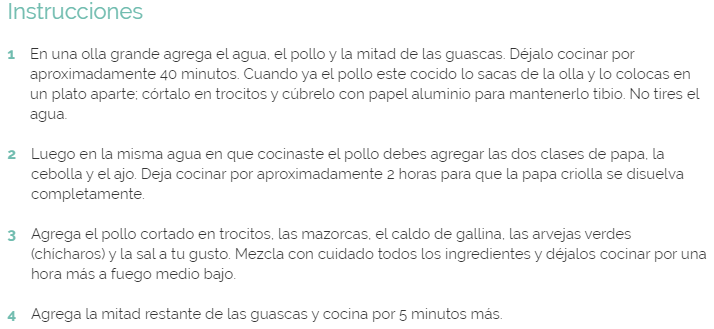 Instrucciones
1 En una olla grande agrega el agua, el pollo y la mitad de las guascas. Déjalo cocinar por
aproximadamente 40 minutos. Cuando ya el pollo este cocido lo sacas de la olla y lo colocas en
un plato aparte; córtalo en trocitos y cúbrelo con papel aluminio para mantenerlo tibio. No tires el
agua.
2 Luego en la misma agua en que cocinaste el pollo debes agregar las dos clases de papa, la
cebolla y el ajo. Deja cocinar por aproximadamente 2 horas para que la papa criolla se disuelva
completamente.
3 Agrega el pollo cortado en trocitos, las mazorcas, el caldo de gallina, las arvejas verdes
(chícharos) y la sal a tu gusto. Mezcla con cuidado todos los ingredientes y déjalos cocinar por una
hora más a fuego medio bajo.
4 Agrega la mitad restante de las guascas y cocina por 5 minutos más.